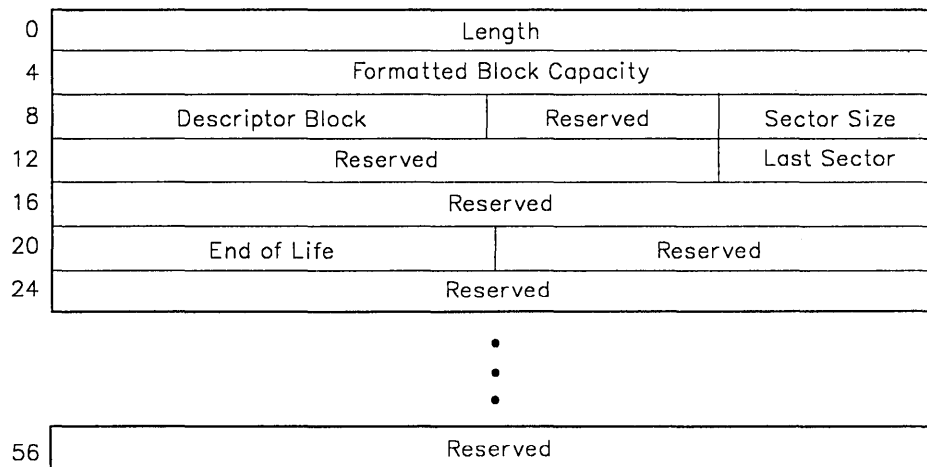 0 Length
4 Formatted Block Capacity
8 Descriptor Block Reserved Sector Size
12 Reserved Last Sector
16 Reserved
20 End of Life Reserved
24 Reserved
56 Reserved